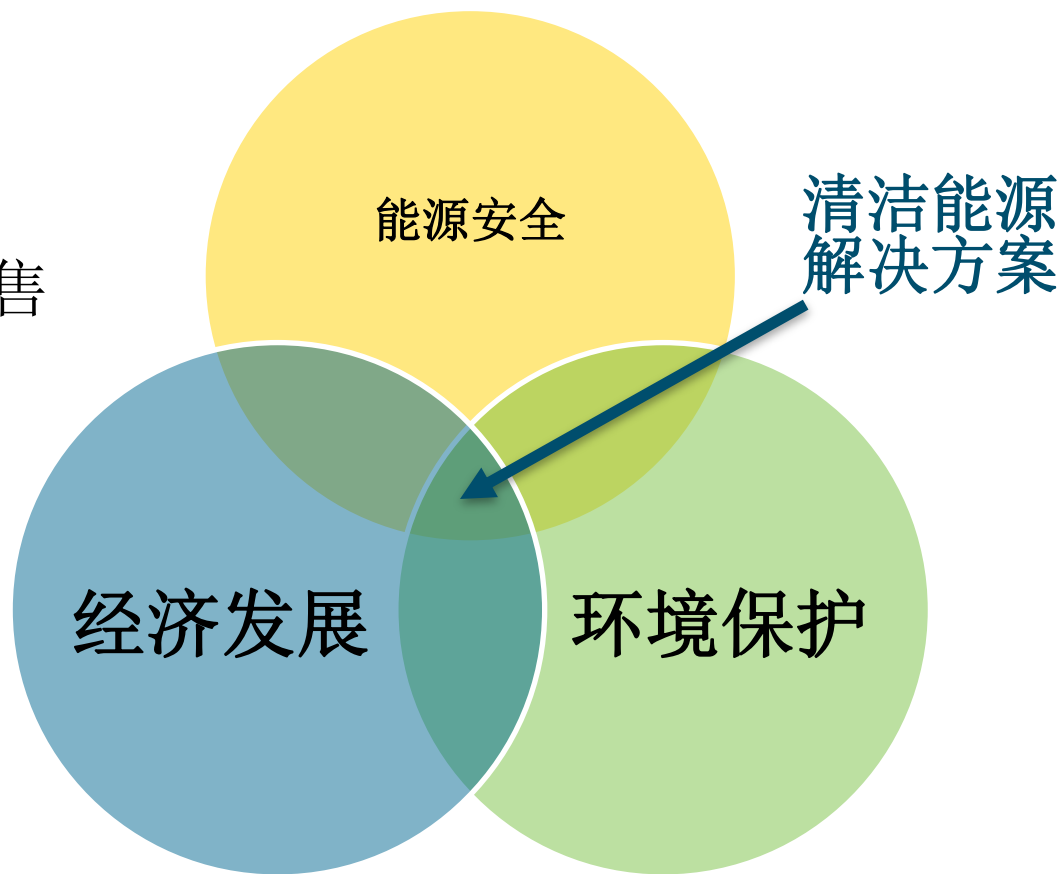 能源安全
清洁能源
解决方案
售
经济发展
环境保护